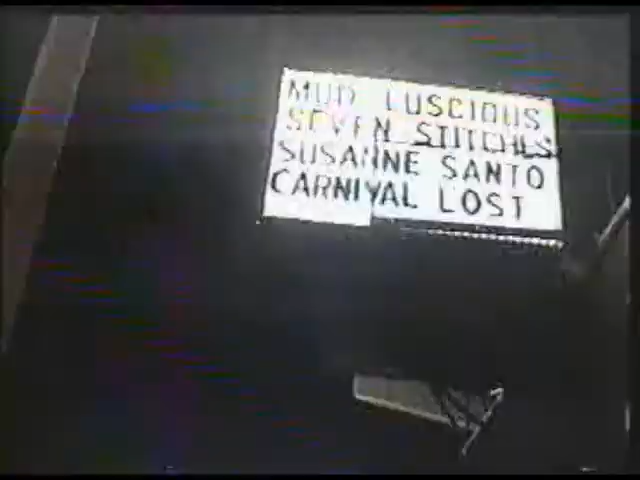 MUD LUSCIOUS
SEVEN STITCHES
SUSANNE SANTO
CARNIVAL LOST